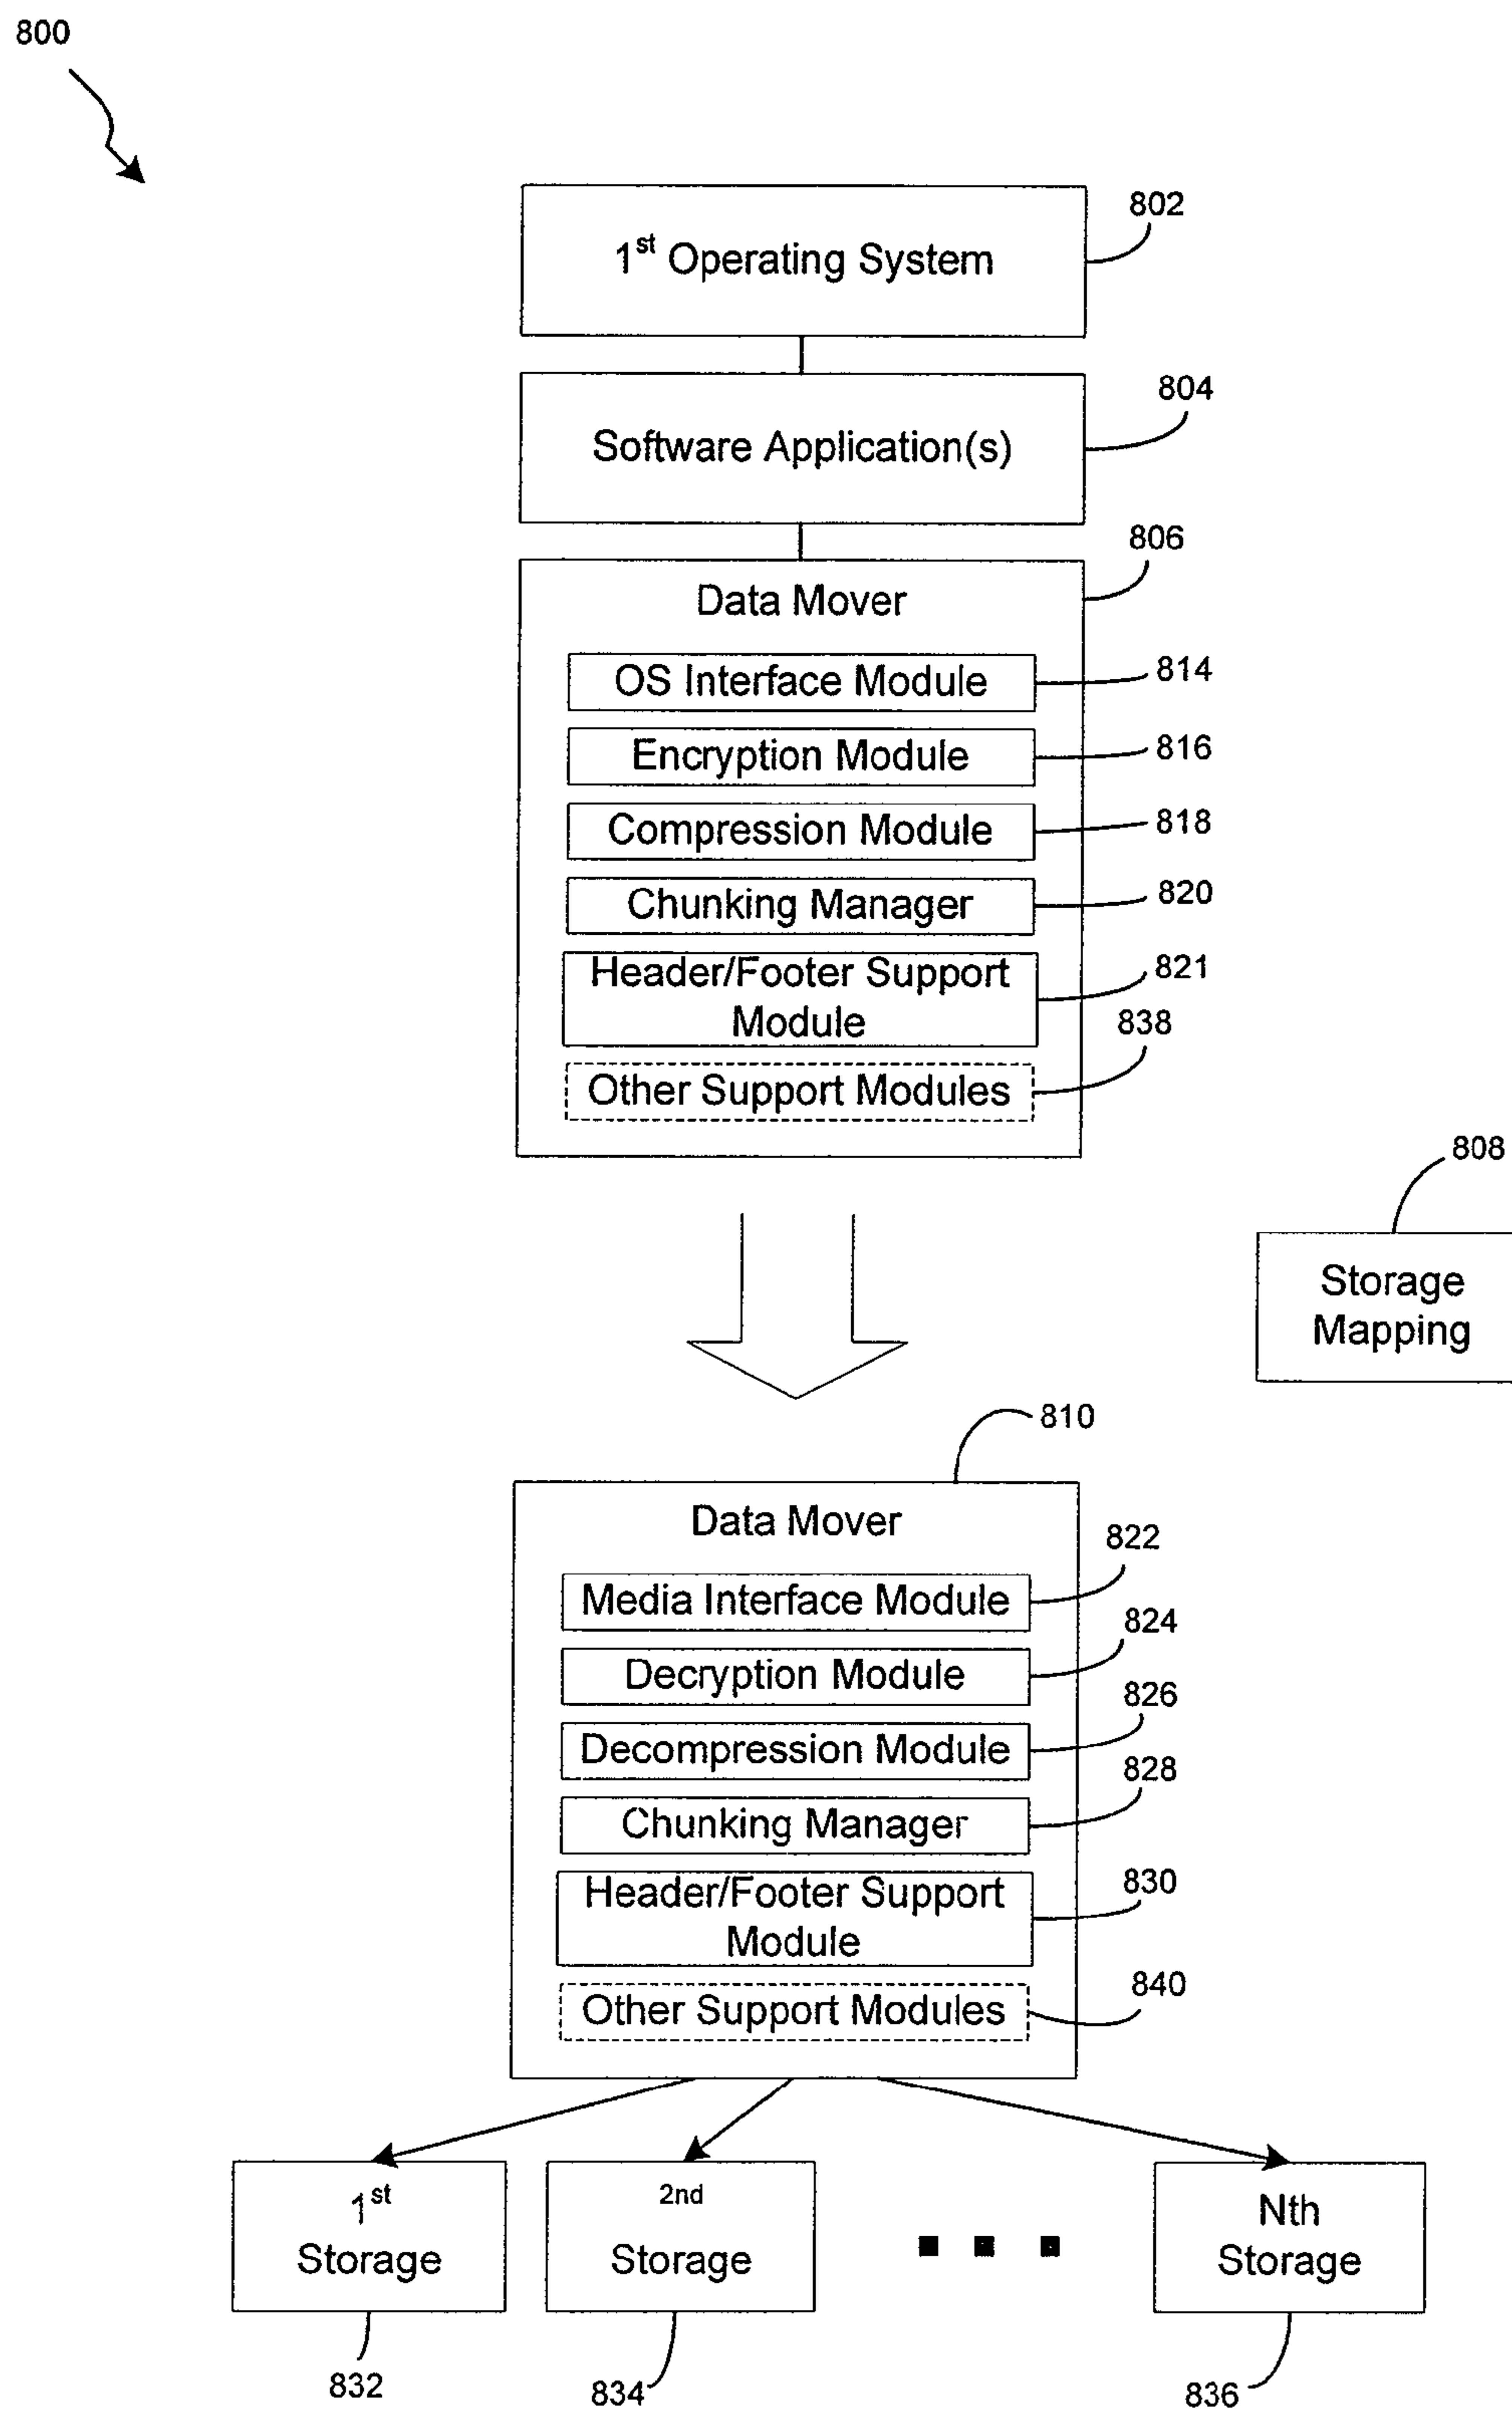 800
802
1st Operating System
804
Software Application(s)
806
Data Mover
OS Interface Module
814
Encryption Module
816
Compression Module
818
Chunking Manager
820
Header/Footer Support
Module
821
838
Other Support Modules
808
Storage
Mapping
810
Data Mover
822
Media Interface Module
824
Decryption Module
826
Decompression Module
828
Chunking Manager
830
Header/Footer Support
Module
840
Other Support Modules
1st
Storage
2nd
Storage
Nth
Storage
832
834
836